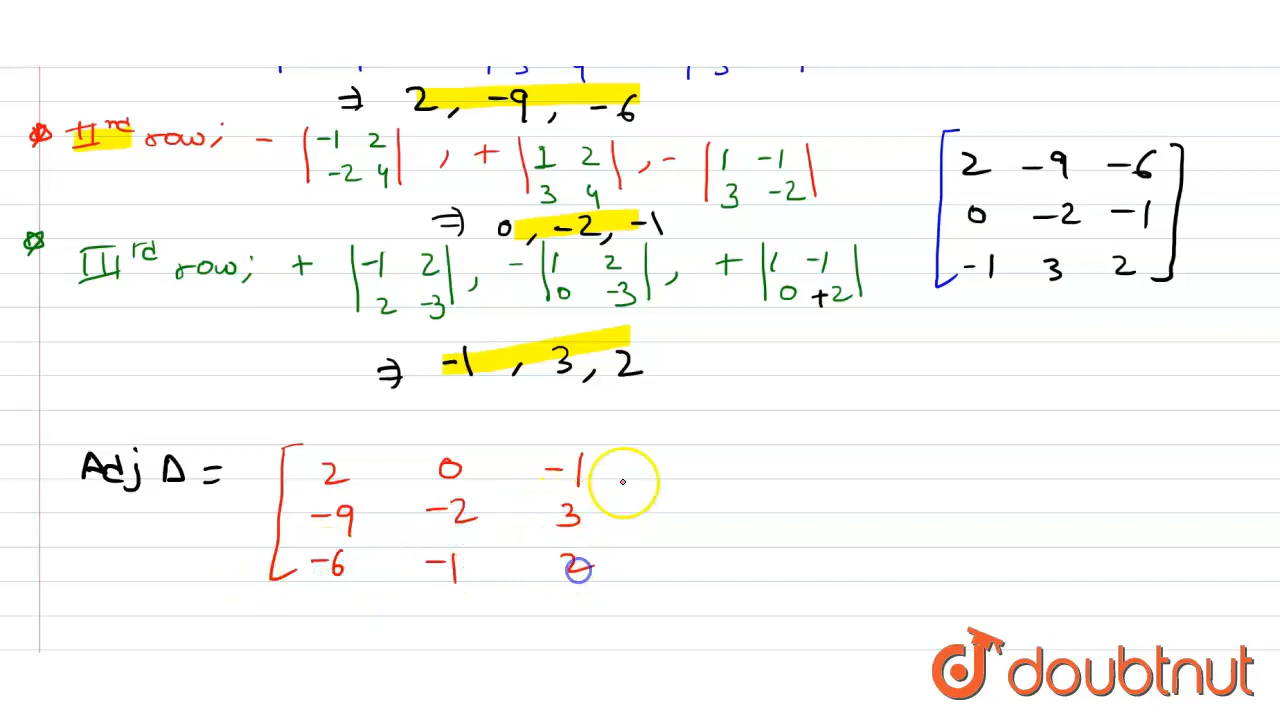 ⇒ 2, -9, -6
IInd row; - |-1 2| , + |1 2| , - |1 -1|
|-2 4| |3 4| |3 -2|
⇒ 0, -2, -1
IIIrd row; + |-1 2| , - |1 2| , + |1 -1|
|2 -3| |0 -3| |0 +2|
⇒ -1 , 3, 2
[2 -9 -6]
[0 -2 -1]
[-1 3 2]
Adj Δ = [2 0 -1
-9 -2 3
-6 -1 2
doubtnut